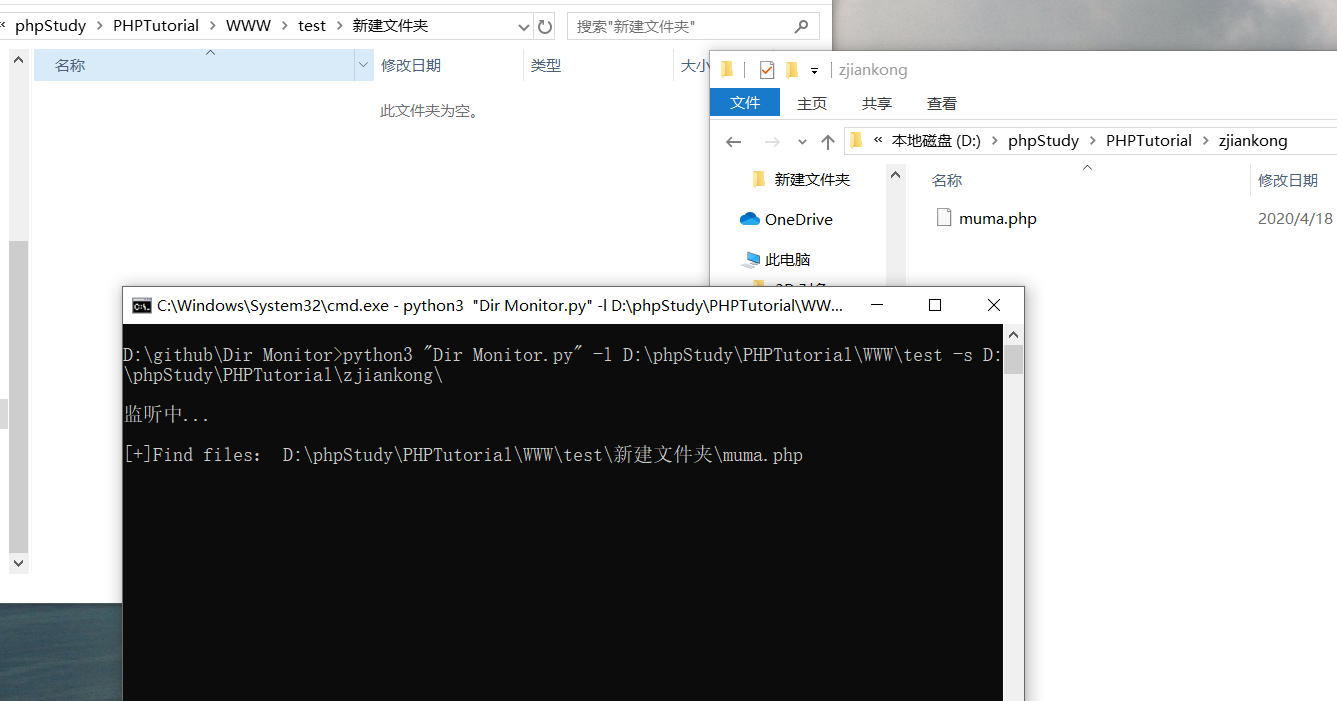 « phpStudy > PHPTutorial > WWW > test > 新建文件夹
搜索"新建文件夹"
名称 修改日期 类型 大小
此文件夹为空。
zjiankong
文件 主页 共享 查看
« 本地磁盘 (D:) > phpStudy > PHPTutorial > zjiankong
新建文件夹
OneDrive
此电脑
名称 修改日期
muma.php 2020/4/18
C:\Windows\System32\cmd.exe - python3 "Dir Monitor.py" -l D:\phpStudy\PHPTutorial\WW...
D:\github\Dir Monitor>python3 "Dir Monitor.py" -l D:\phpStudy\PHPTutorial\WWW\test -s D:
\phpStudy\PHPTutorial\zjiankong\
监听中...
[+]Find files: D:\phpStudy\PHPTutorial\WWW\test\新建文件夹\muma.php